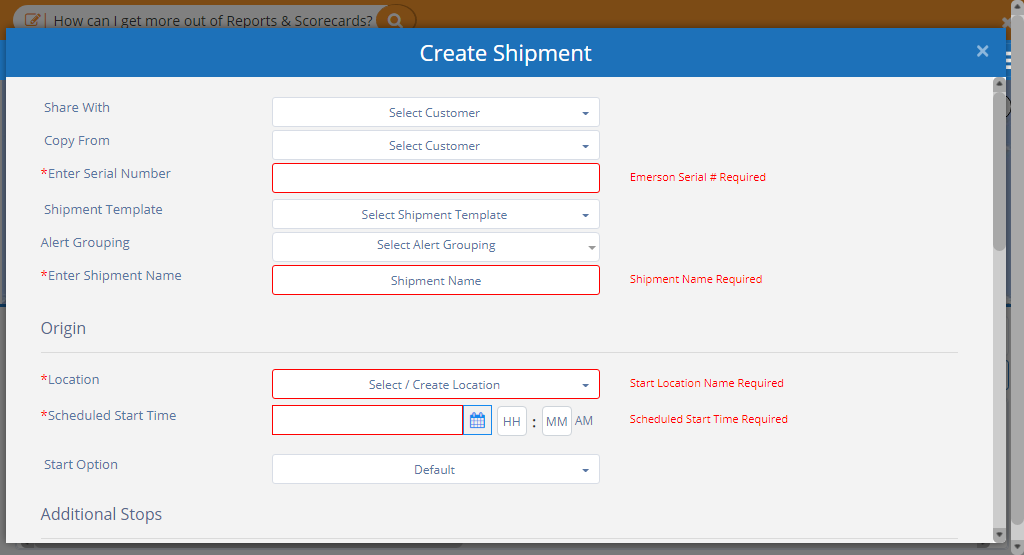 How can I get more out of Reports & Scorecards?
Create Shipment ×
Share With Select Customer
Copy From Select Customer
*Enter Serial Number Emerson Serial # Required
Shipment Template Select Shipment Template
Alert Grouping Select Alert Grouping
*Enter Shipment Name Shipment Name Shipment Name Required
Origin
*Location Select / Create Location Start Location Name Required
*Scheduled Start Time HH : MM AM Scheduled Start Time Required
Start Option Default
Additional Stops